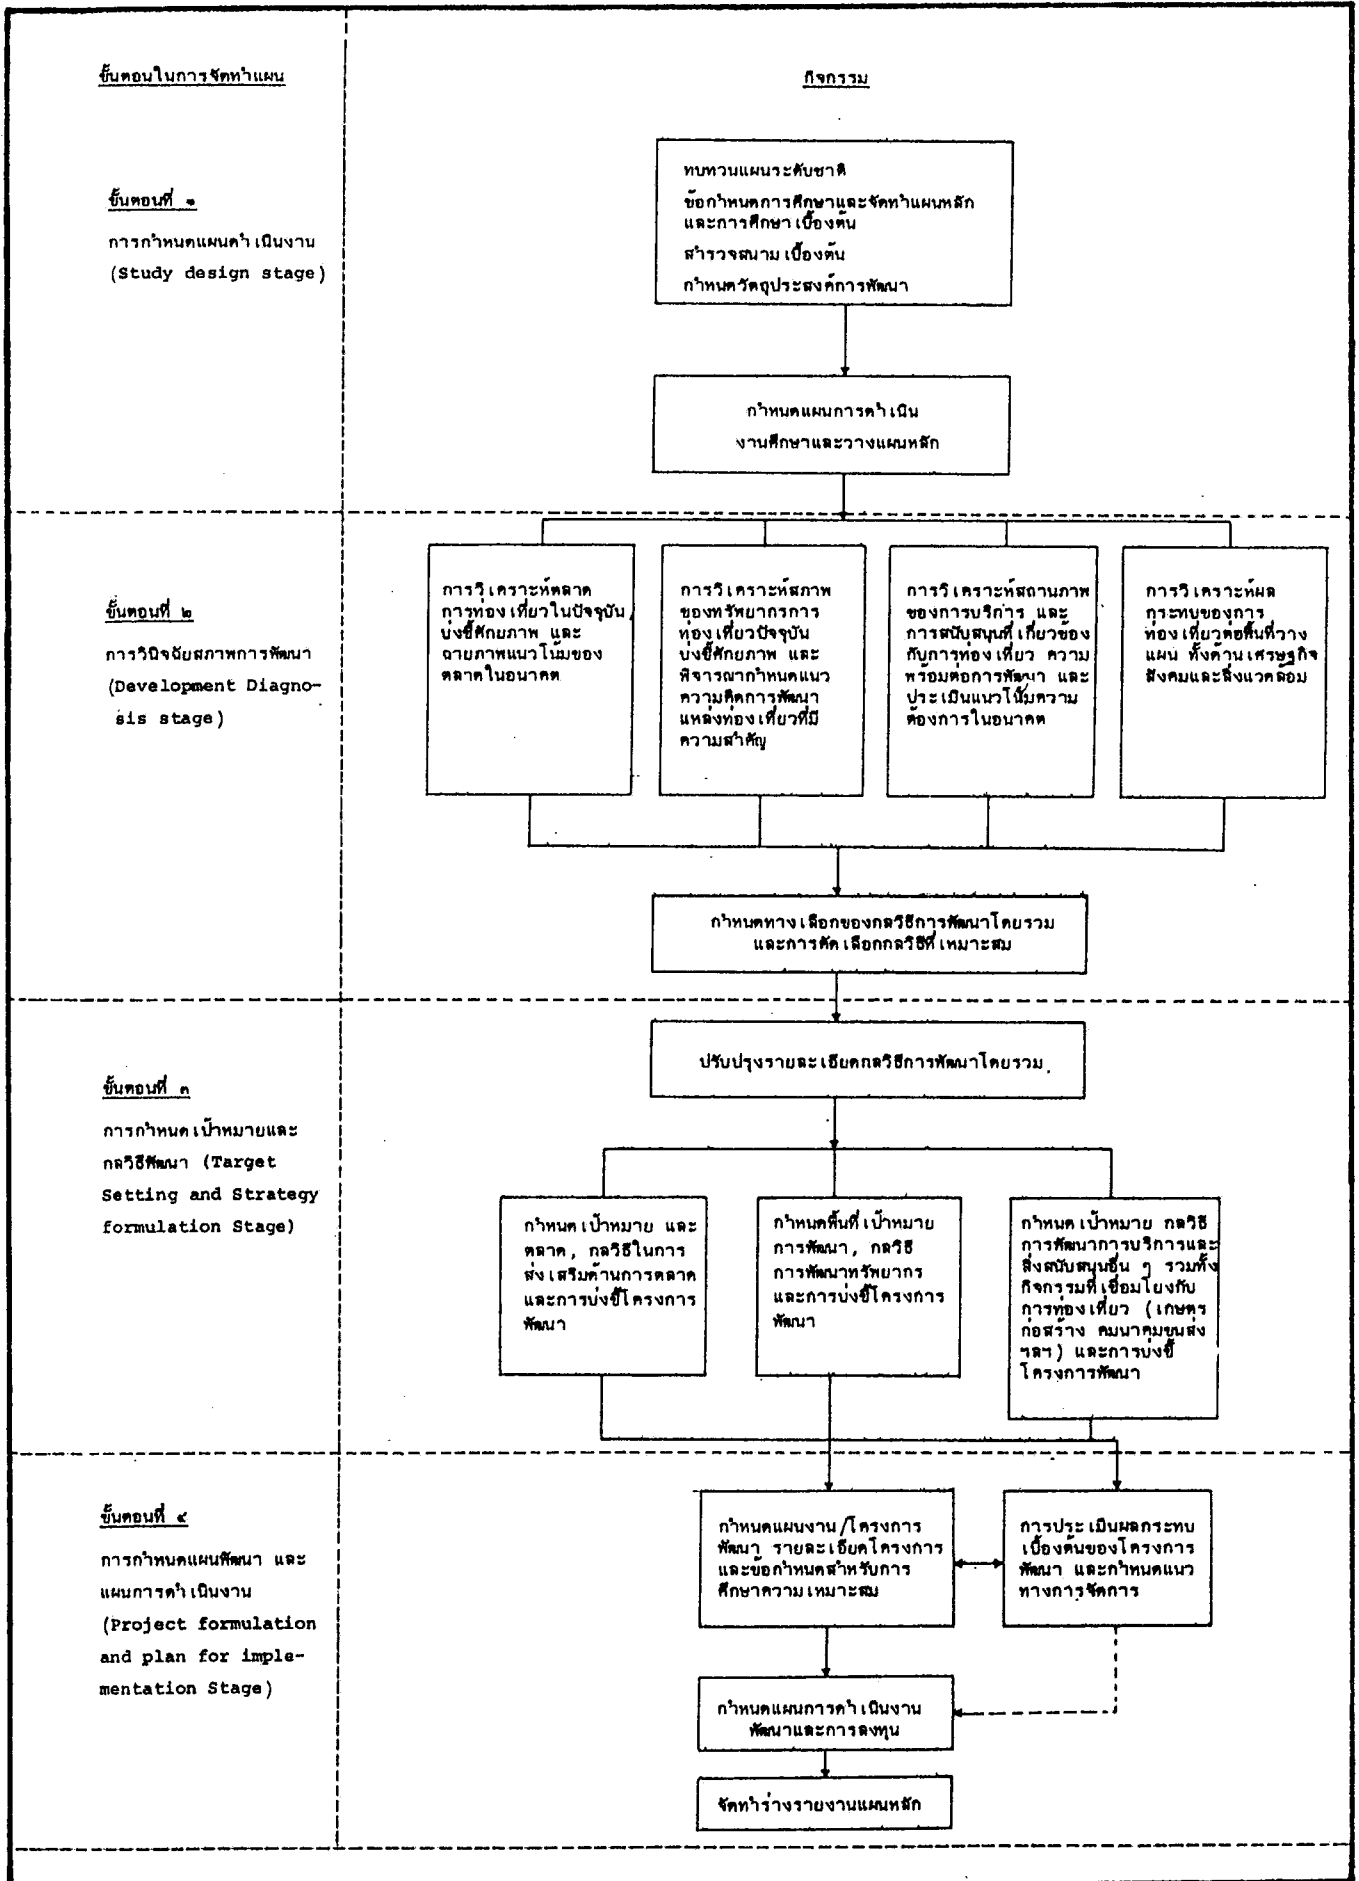 ขั้นตอนในการจัดทำแผน
กิจกรรม
ขั้นตอนที่ ๑
การกำหนดแผนดำเนินงาน
(Study design stage)
ทบทวนแผนระดับชาติ
ข้อกำหนดการศึกษาและจัดทำแผนหลัก
และการศึกษาเบื้องต้น
สำรวจสนามเบื้องต้น
กำหนดวัตถุประสงค์การพัฒนา
กำหนดแผนการดำเนิน
งานศึกษาและวางแผนหลัก
ขั้นตอนที่ ๒
การวินิจฉัยสภาพการพัฒนา
(Development Diagno-
sis stage)
การวิเคราะห์ตลาด
การท่องเที่ยวในปัจจุบัน
บ่งชี้ศักยภาพ และ
ฉายภาพแนวโน้มของ
ตลาดในอนาคต
การวิเคราะห์สภาพ
ของทรัพยากรการ
ท่องเที่ยวปัจจุบัน
บ่งชี้ศักยภาพ และ
พิจารณากำหนดแนว
ความคิดการพัฒนา
แหล่งท่องเที่ยวที่มี
ความสำคัญ
การวิเคราะห์สถานภาพ
ของการบริการ และ
การสนับสนุนที่เกี่ยวข้อง
กับการท่องเที่ยว ความ
พร้อมต่อการพัฒนา และ
ประเมินแนวโน้มความ
ต้องการในอนาคต
การวิเคราะห์ผล
กระทบของการ
ท่องเที่ยวต่อพื้นที่วาง
แผน ทั้งด้านเศรษฐกิจ
สังคมและสิ่งแวดล้อม
กำหนดทางเลือกของกลวิธีการพัฒนาโดยรวม
และการคัดเลือกกลวิธีที่เหมาะสม
ขั้นตอนที่ ๓
การกำหนดเป้าหมายและ
กลวิธีพัฒนา (Target
Setting and Strategy
formulation Stage)
ปรับปรุงรายละเอียดกลวิธีการพัฒนาโดยรวม
กำหนดเป้าหมาย และ
ตลาด, กลวิธีในการ
ส่งเสริมด้านการตลาด
และการบ่งชี้โครงการ
พัฒนา
กำหนดพื้นที่เป้าหมาย
การพัฒนา, กลวิธี
การพัฒนาทรัพยากร
และการบ่งชี้โครงการ
พัฒนา
กำหนดเป้าหมาย กลวิธี
การพัฒนาการบริการและ
สิ่งสนับสนุนอื่น ๆ รวมทั้ง
กิจกรรมที่เชื่อมโยงกับ
การท่องเที่ยว (เกษตร
ก่อสร้าง คมนาคมขนส่ง
ฯลฯ) และการบ่งชี้
โครงการพัฒนา
ขั้นตอนที่ ๔
การกำหนดแผนพัฒนา และ
แผนการดำเนินงาน
(Project formulation
and plan for imple-
mentation Stage)
กำหนดแผนงาน/โครงการ
พัฒนา รายละเอียดโครงการ
และข้อกำหนดสำหรับการ
ศึกษาความเหมาะสม
การประเมินผลกระทบ
เบื้องต้นของโครงการ
พัฒนา และกำหนดแนว
ทางการจัดการ
กำหนดแผนการดำเนินงาน
พัฒนาและการลงทุน
จัดทำร่างรายงานแผนหลัก